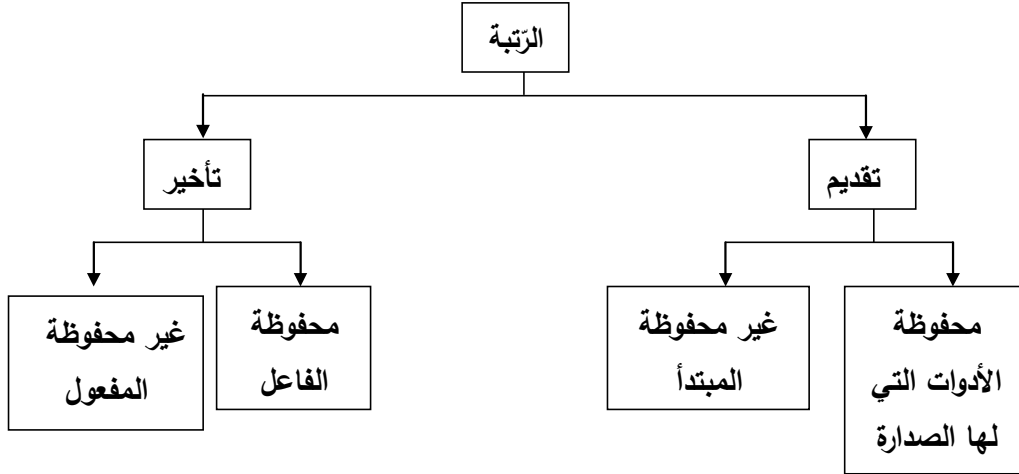 الرّتبة
تقديم
تأخير
محفوظة
الأدوات التي
لها الصدارة
غير محفوظة
المبتدأ
محفوظة
الفاعل
غير محفوظة
المفعول